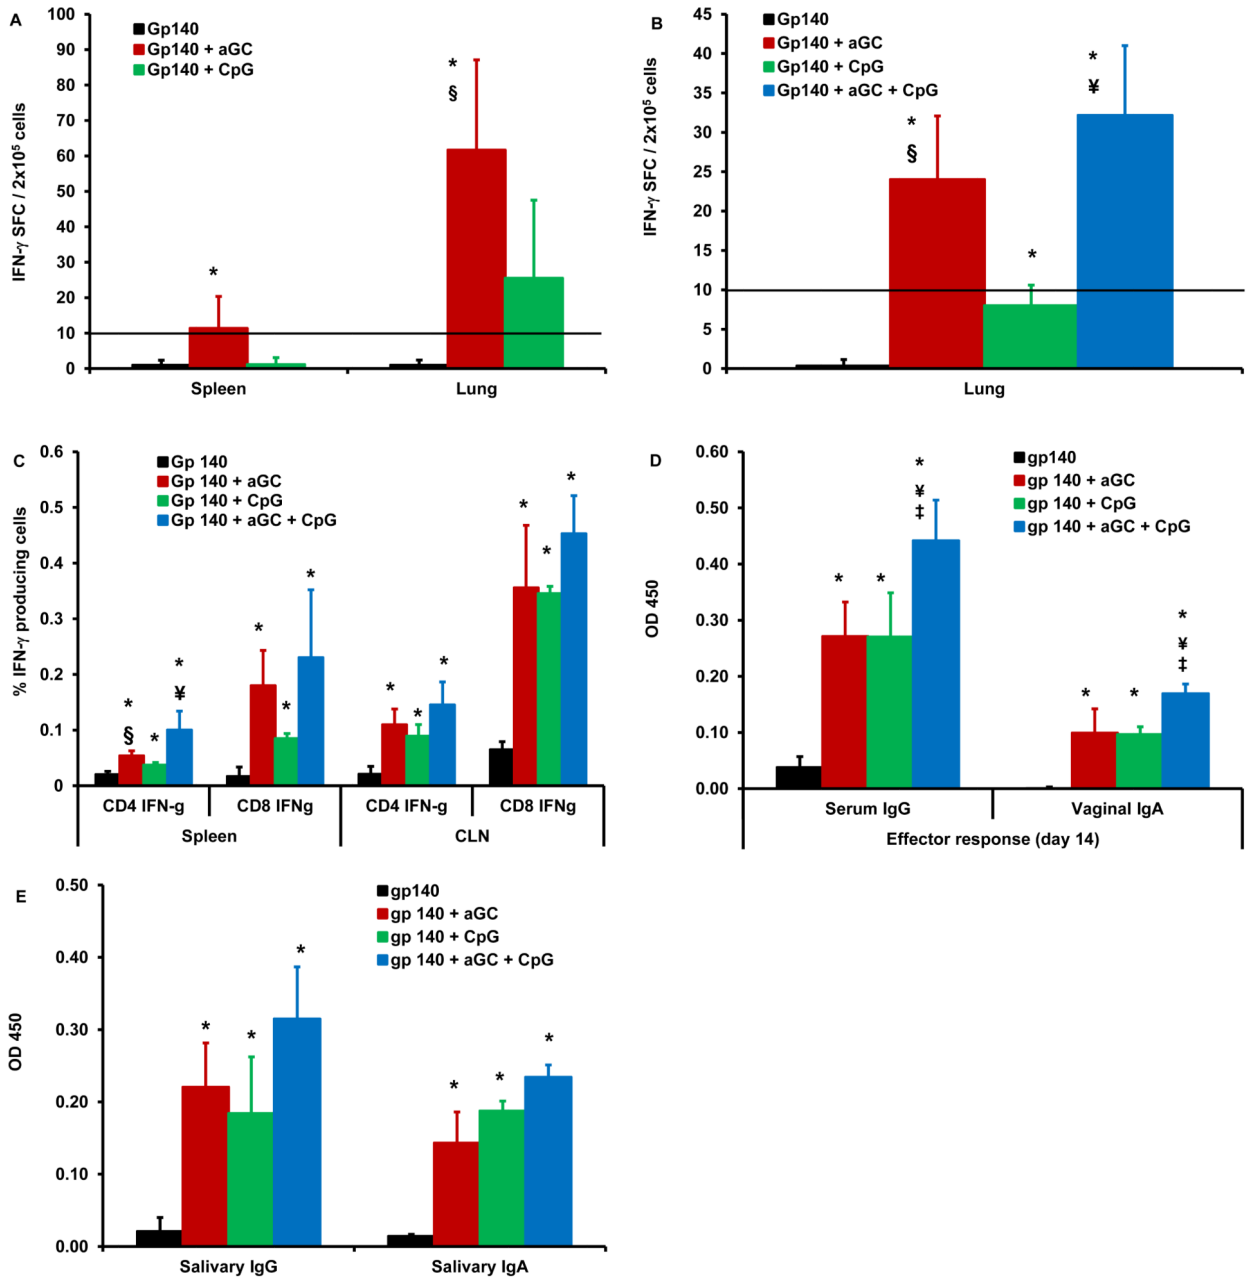 A
Gp140
Gp140 + aGC
Gp140 + CpG
IFN-γ SFC / 2x10⁵ cells
100
90
80
70
60
50
40
30
20
10
0
*
*
§
Spleen Lung
B
Gp140
Gp140 + aGC
Gp140 + CpG
Gp140 + aGC + CpG
IFN-γ SFC / 2x10⁵ cells
45
40
35
30
25
20
15
10
5
0
*
§
*
*
¥
Lung
C
Gp 140
Gp 140 + aGC
Gp 140 + CpG
Gp 140 + aGC + CpG
% IFN-γ producing cells
0.6
0.5
0.4
0.3
0.2
0.1
0
*
§
*
*
¥
*
*
*
*
*
*
*
*
*
CD4 IFN-g CD8 IFNg CD4 IFN-g CD8 IFNg
Spleen CLN
D
gp140
gp 140 + aGC
gp 140 + CpG
gp 140 + aGC + CpG
OD 450
0.60
0.50
0.40
0.30
0.20
0.10
0.00
*
*
*
¥
‡
*
*
*
¥
‡
Serum IgG Vaginal IgA
Effector response (day 14)
E
gp140
gp 140 + aGC
gp 140 + CpG
gp 140 + aGC + CpG
OD 450
0.50
0.40
0.30
0.20
0.10
0.00
*
*
*
*
*
*
Salivary IgG Salivary IgA